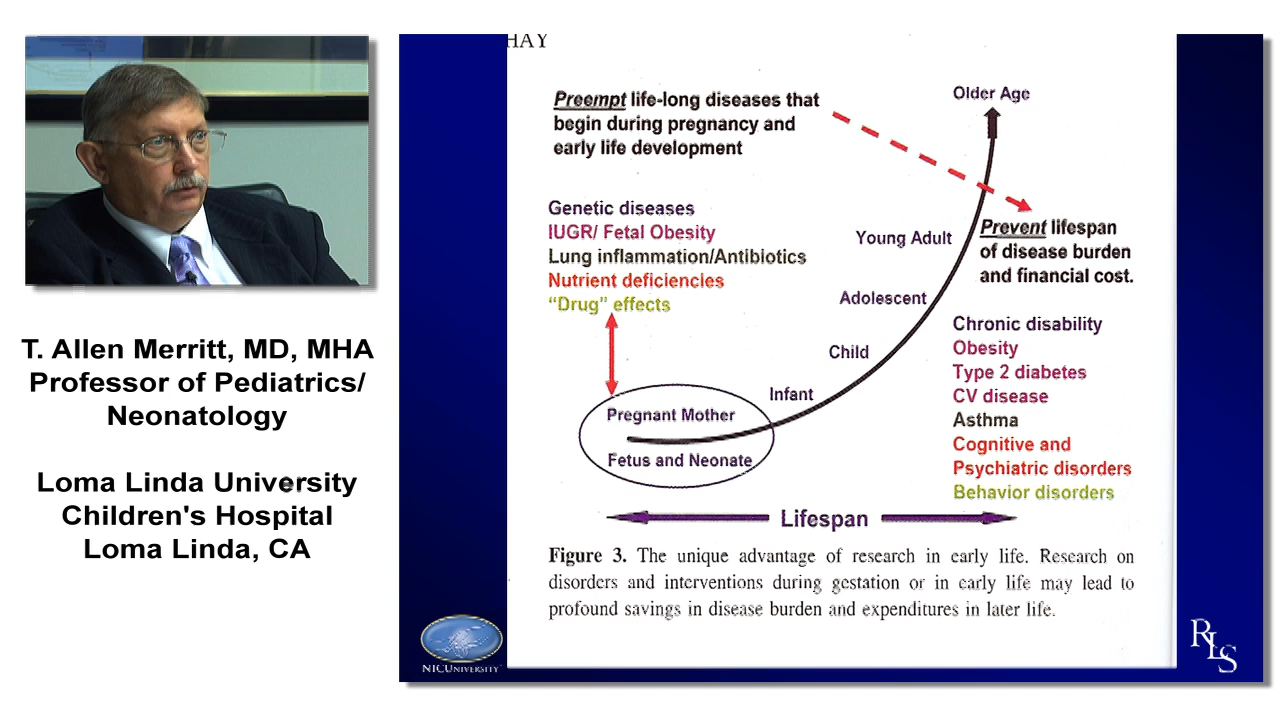 T. Allen Merritt, MD, MHA
Professor of Pediatrics/
Neonatology
Loma Linda University
Children's Hospital
Loma Linda, CA
HAY
Preempt life-long diseases that
begin during pregnancy and
early life development
Older Age
Genetic diseases
IUGR/ Fetal Obesity
Lung inflammation/Antibiotics
Nutrient deficiencies
“Drug” effects
Young Adult
Prevent lifespan
of disease burden
and financial cost.
Adolescent
Child
Infant
Pregnant Mother
Fetus and Neonate
Chronic disability
Obesity
Type 2 diabetes
CV disease
Asthma
Cognitive and
Psychiatric disorders
Behavior disorders
Lifespan
Figure 3. The unique advantage of research in early life. Research on
disorders and interventions during gestation or in early life may lead to
profound savings in disease burden and expenditures in later life.
NICUNIVERSITY
RLS